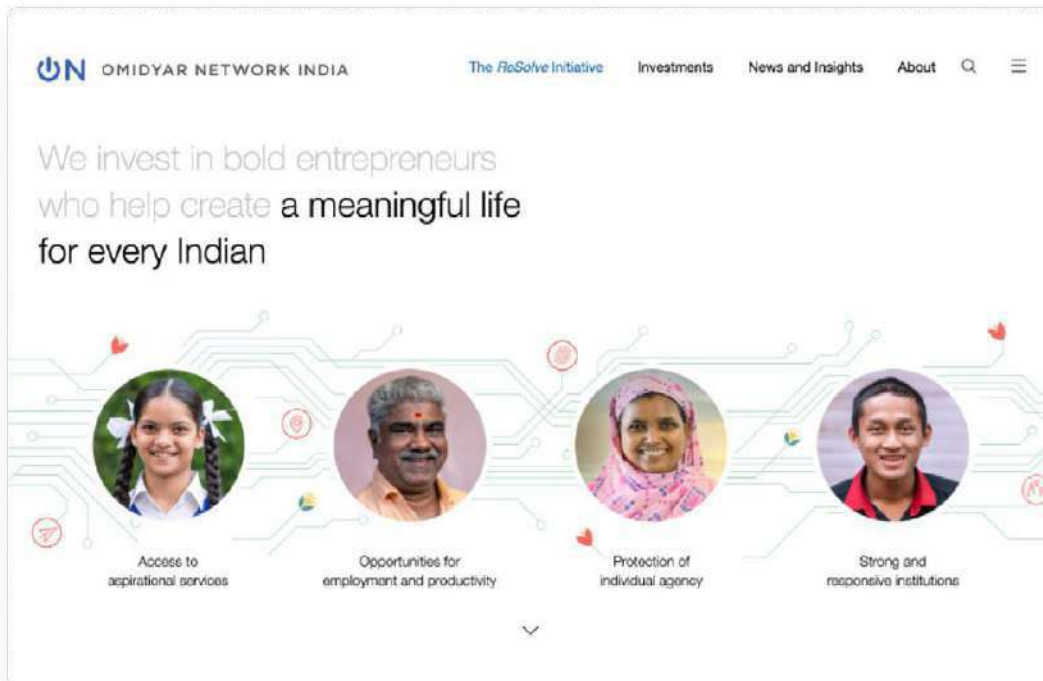 ON OMIDYAR NETWORK INDIA
The ReSolve Initiative Investments News and Insights About
We invest in bold entrepreneurs
who help create a meaningful life
for every Indian
Access to
aspirational services
Opportunities for
employment and productivity
Protection of
individual agency
Strong and
responsive institutions